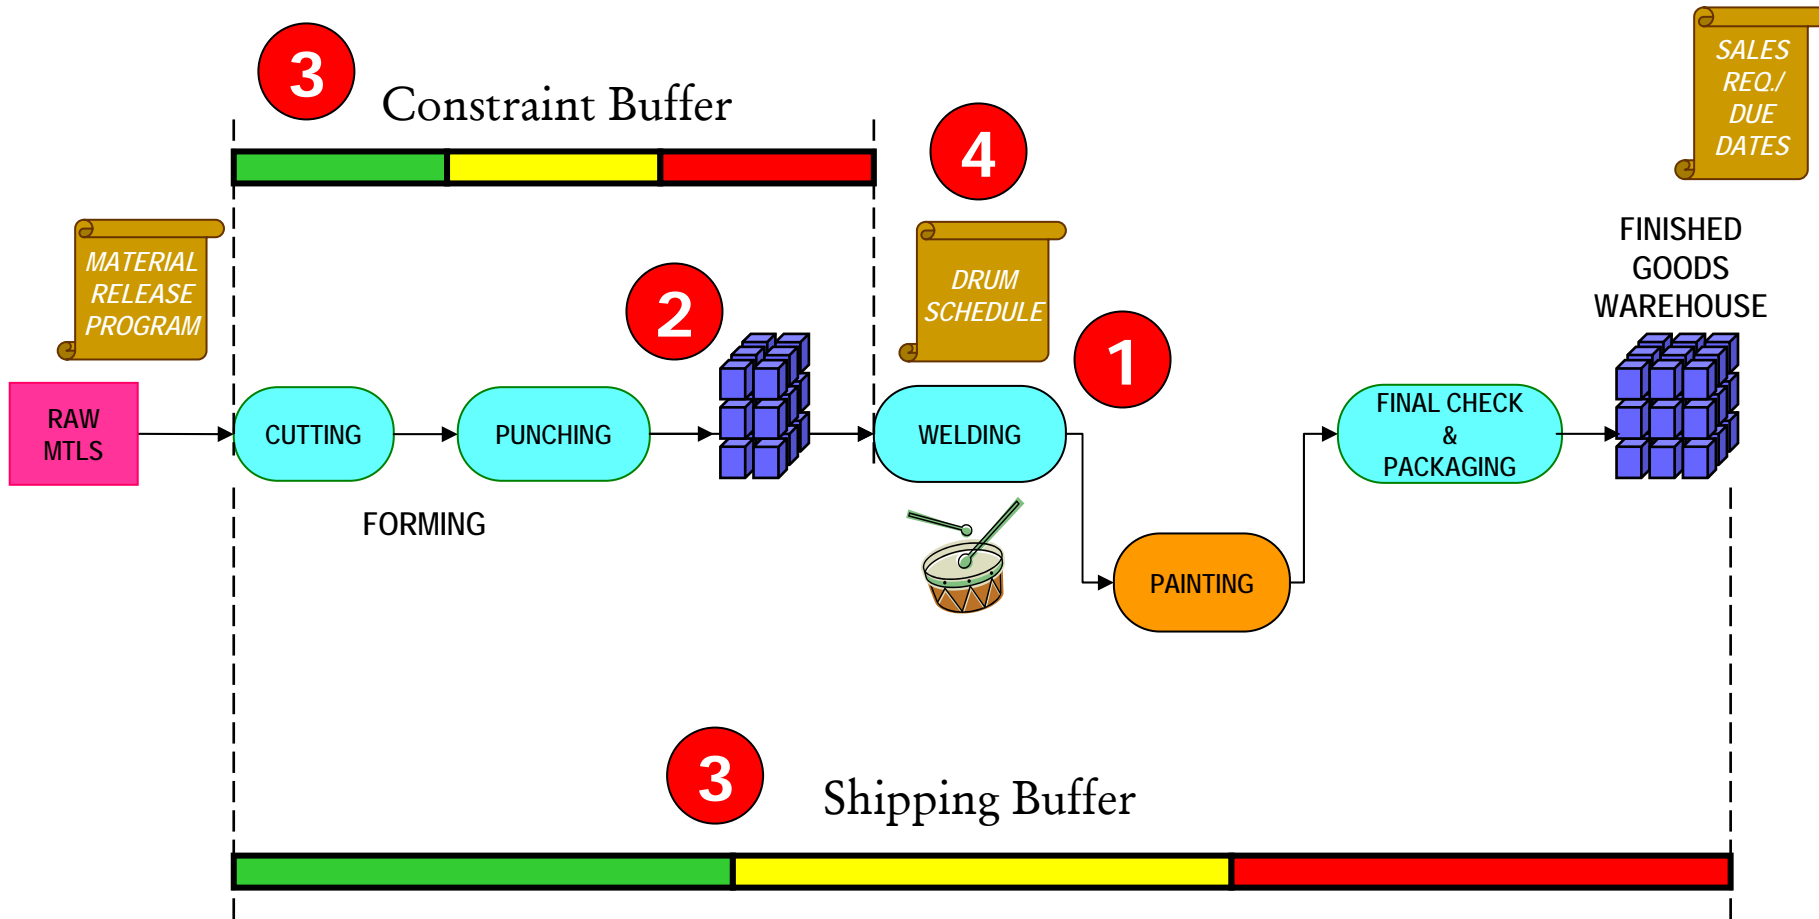 3
Constraint Buffer
4
SALES
REQ./
DUE
DATES
MATERIAL
RELEASE
PROGRAM
2
DRUM
SCHEDULE
1
FINISHED
GOODS
WAREHOUSE
RAW
MTLS
CUTTING
PUNCHING
WELDING
FINAL CHECK
&
PACKAGING
FORMING
PAINTING
3
Shipping Buffer